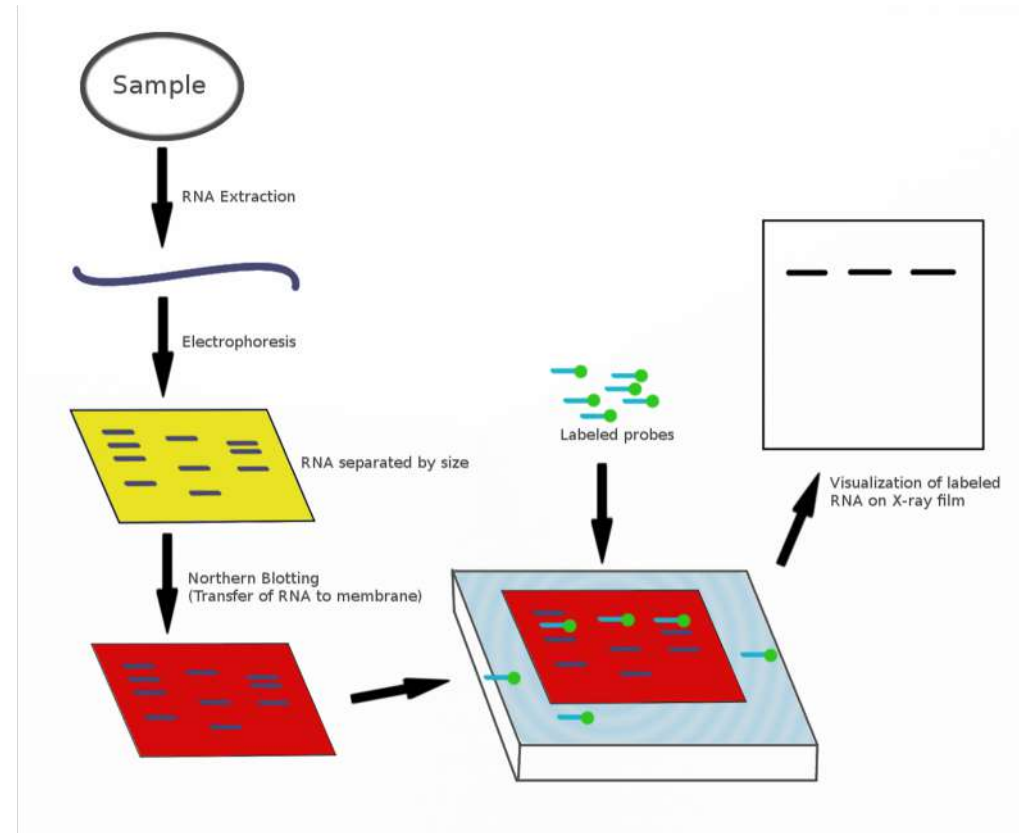 Sample
RNA Extraction
Electrophoresis
RNA separated by size
Northern Blotting
(Transfer of RNA to membrane)
Labeled probes
Visualization of labeled
RNA on X-ray film